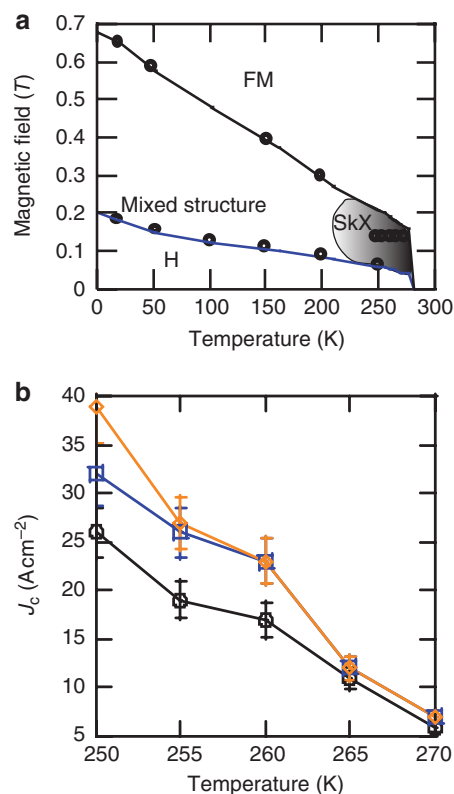 a
0.7
0.6
0.5
0.4
0.3
0.2
0.1
0
Magnetic field (T)
FM
Mixed structure
SkX
H
0 50 100 150 200 250 300
Temperature (K)
b
40
35
30
25
20
15
10
5
Jc (Acm−2)
250 255 260 265 270
Temperature (K)